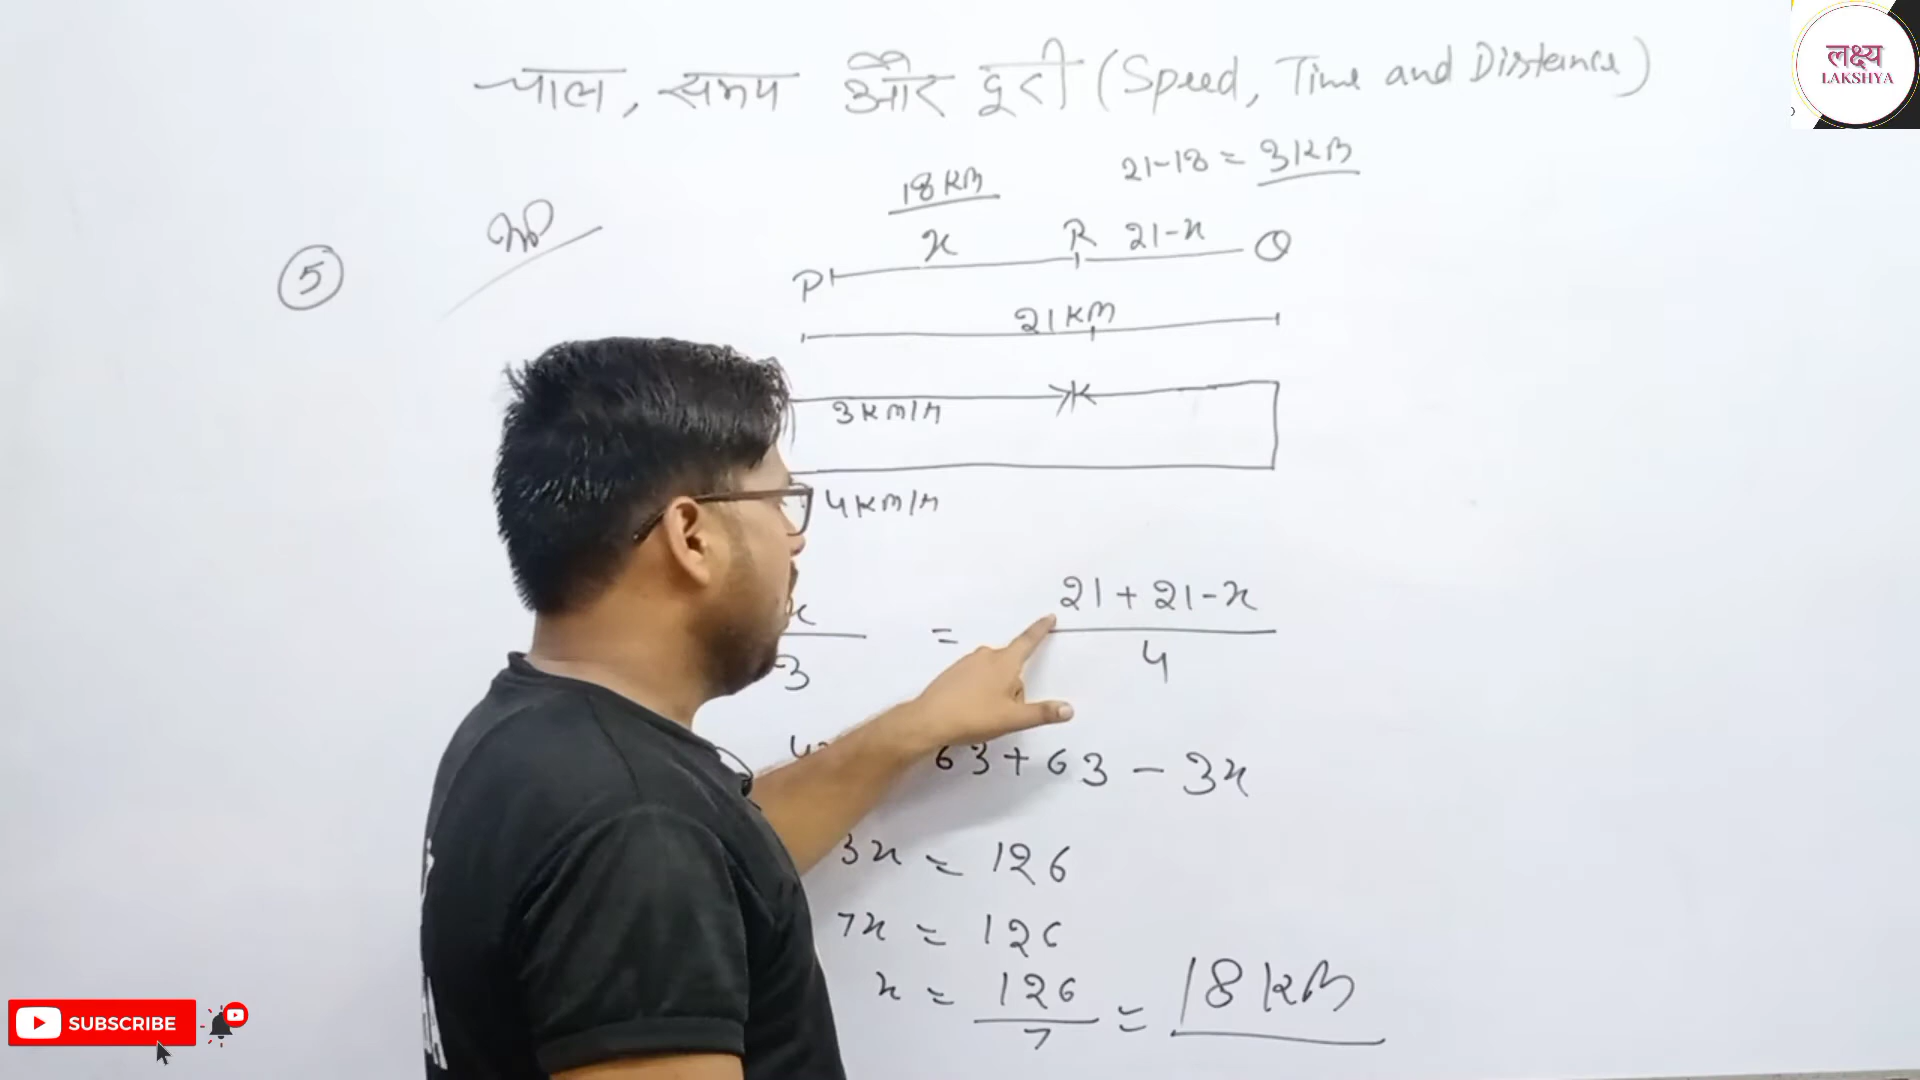 चाल, समय और दूरी (Speed, Time and Distance)
लक्ष्य
LAKSHYA
18 KM
21-18 = 3KM
5
x
R 21-x
P
Q
21 KM
3 KM/h
4 KM/h
x/3 = 21 + 21-x/4
63 + 63 - 3x
3x = 126
7x = 126
x = 126/7 = 18 KM
SUBSCRIBE